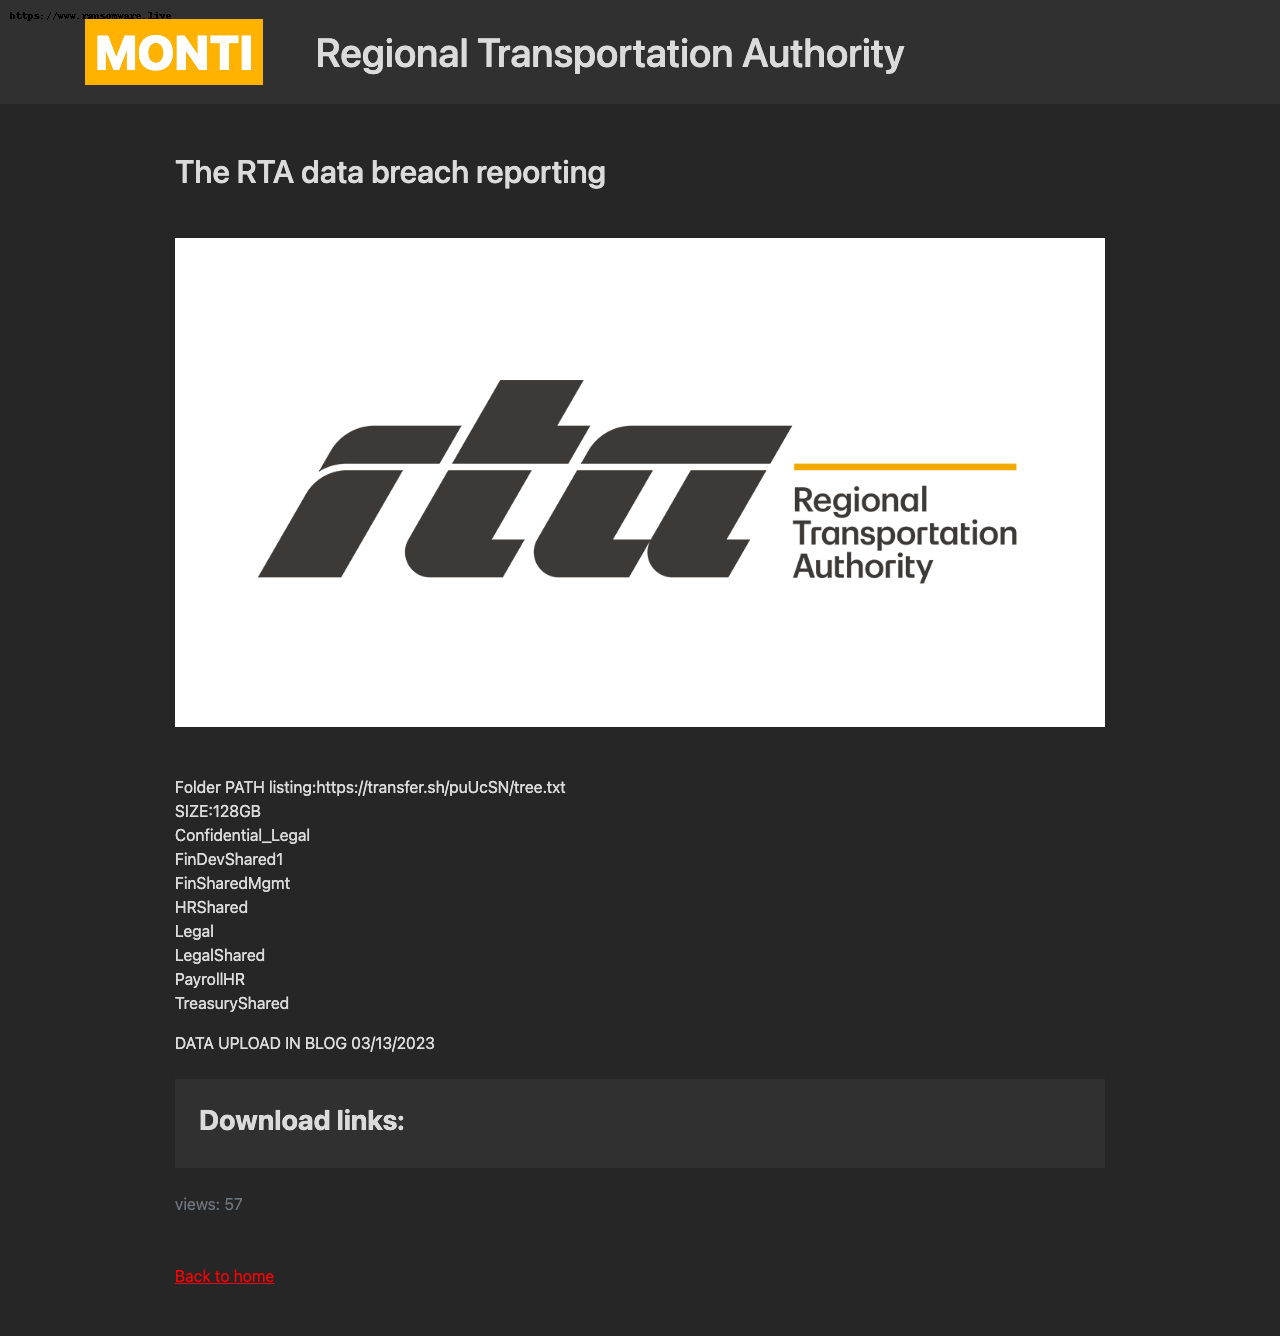 https://www.ransomware.live
MONTI
Regional Transportation Authority
The RTA data breach reporting
rta
Regional
Transportation
Authority
Folder PATH listing:https://transfer.sh/puUcSN/tree.txt
SIZE:128GB
Confidential_Legal
FinDevShared1
FinSharedMgmt
HRShared
Legal
LegalShared
PayrollHR
TreasuryShared
DATA UPLOAD IN BLOG 03/13/2023
Download links:
views: 57
Back to home